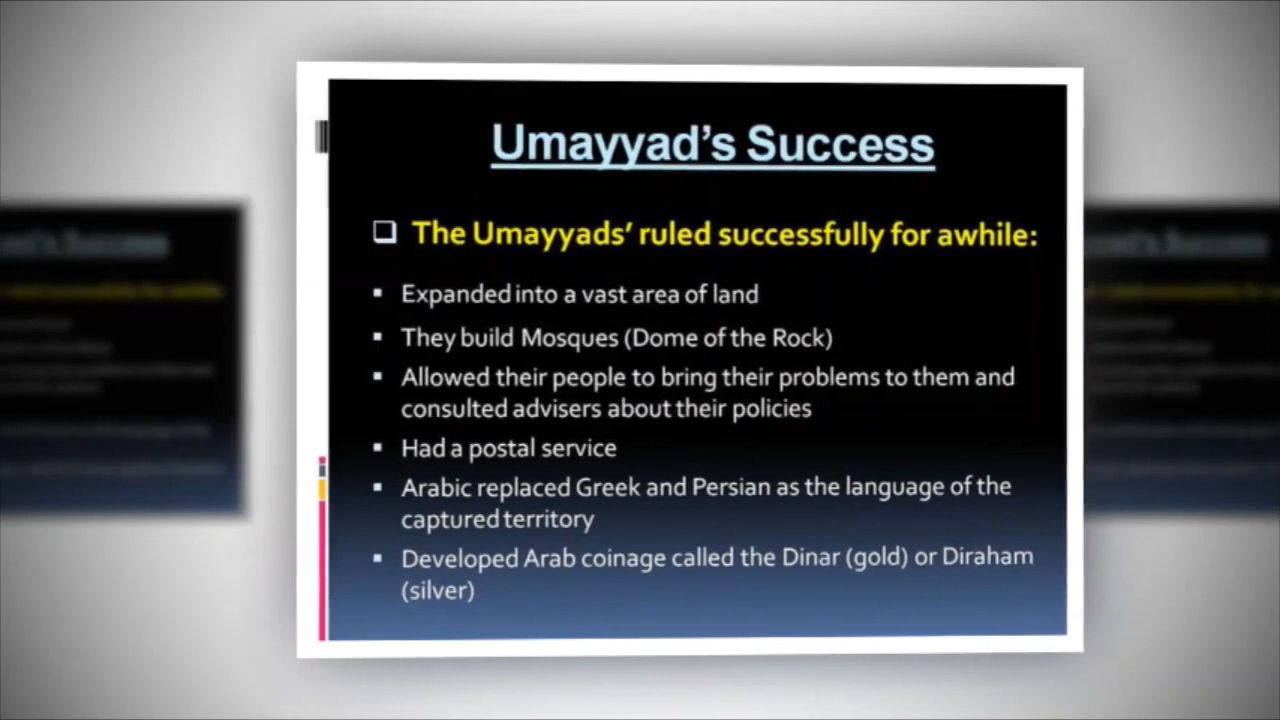 Umayyad's Success
❑ The Umayyads' ruled successfully for awhile:
▪ Expanded into a vast area of land
▪ They build Mosques (Dome of the Rock)
▪ Allowed their people to bring their problems to them and
consulted advisers about their policies
▪ Had a postal service
▪ Arabic replaced Greek and Persian as the language of the
captured territory
▪ Developed Arab coinage called the Dinar (gold) or Diraham
(silver)